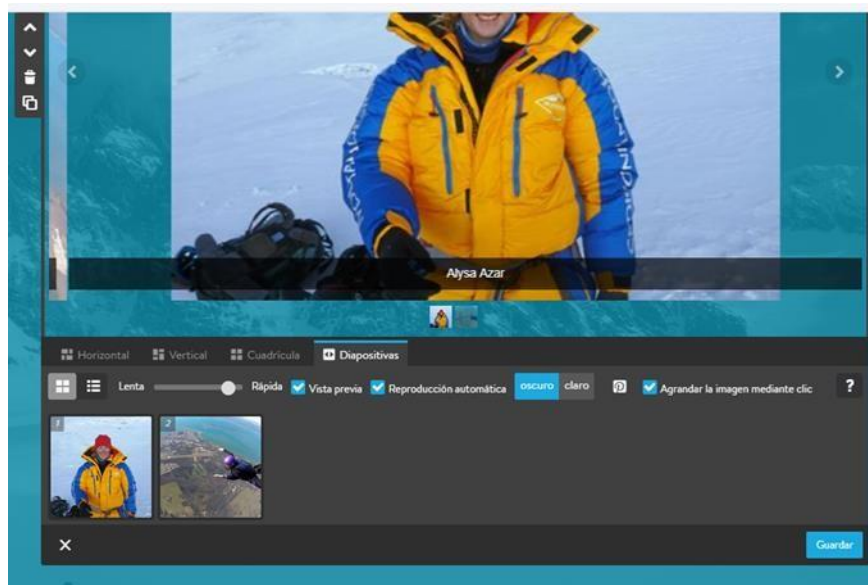 Alysa Azar
Horizontal Vertical Cuadrícula Diapositivas
Lenta Rápida Vista previa Reproducción automática oscuro claro Agrandar la imagen mediante clic ?
1 2
Guardar